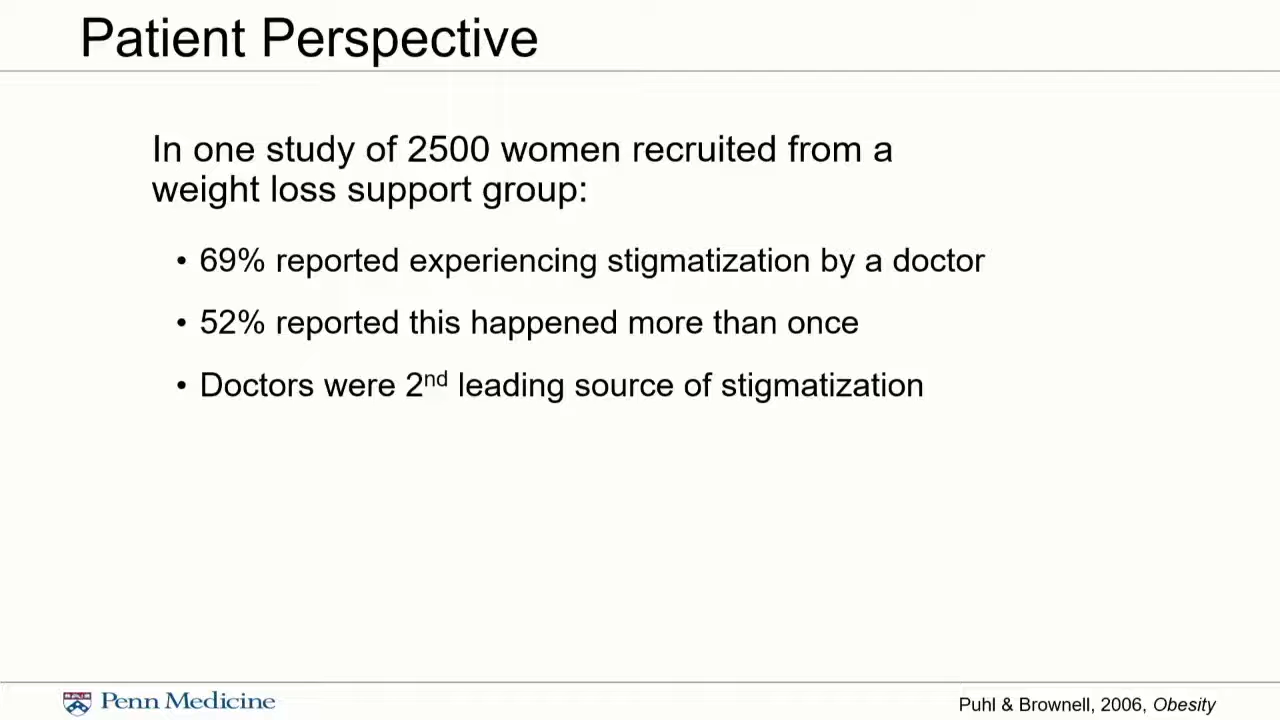 Patient Perspective
In one study of 2500 women recruited from a
weight loss support group:
• 69% reported experiencing stigmatization by a doctor
• 52% reported this happened more than once
• Doctors were 2nd leading source of stigmatization
Penn Medicine
Puhl & Brownell, 2006, Obesity